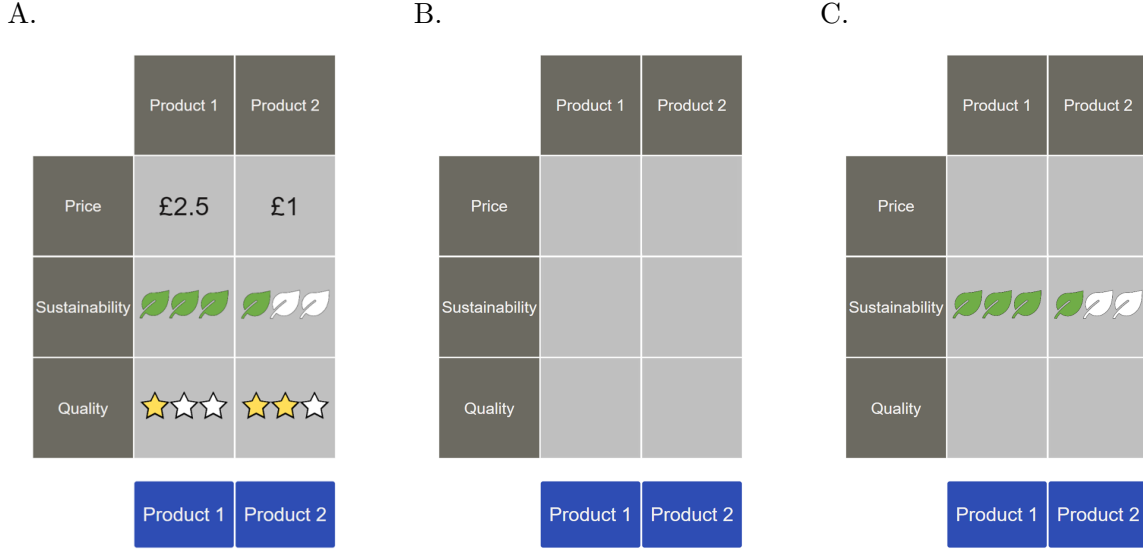 A.
B.
C.
Product 1 Product 2
Price £2.5 £1
Sustainability
Quality
Product 1 Product 2
Product 1 Product 2
Price
Sustainability
Quality
Product 1 Product 2
Product 1 Product 2
Price
Sustainability
Quality
Product 1 Product 2